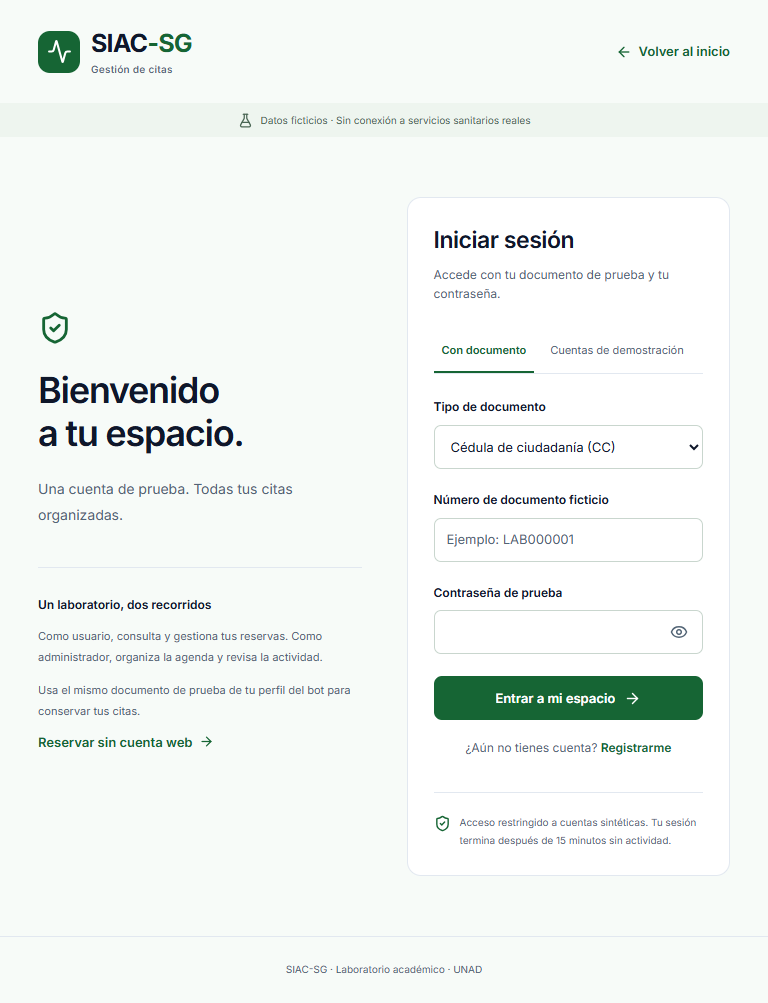 SIAC-SG
Gestión de citas
Volver al inicio
Datos ficticios · Sin conexión a servicios sanitarios reales
Bienvenido
a tu espacio.
Una cuenta de prueba. Todas tus citas
organizadas.
Un laboratorio, dos recorridos
Como usuario, consulta y gestiona tus reservas. Como
administrador, organiza la agenda y revisa la actividad.
Usa el mismo documento de prueba de tu perfil del bot para
conservar tus citas.
Reservar sin cuenta web
Iniciar sesión
Accede con tu documento de prueba y tu
contraseña.
Con documento
Cuentas de demostración
Tipo de documento
Cédula de ciudadanía (CC)
Número de documento ficticio
Ejemplo: LAB000001
Contraseña de prueba
Entrar a mi espacio
¿Aún no tienes cuenta? Registrarme
Acceso restringido a cuentas sintéticas. Tu sesión
termina después de 15 minutos sin actividad.
SIAC-SG · Laboratorio académico · UNAD